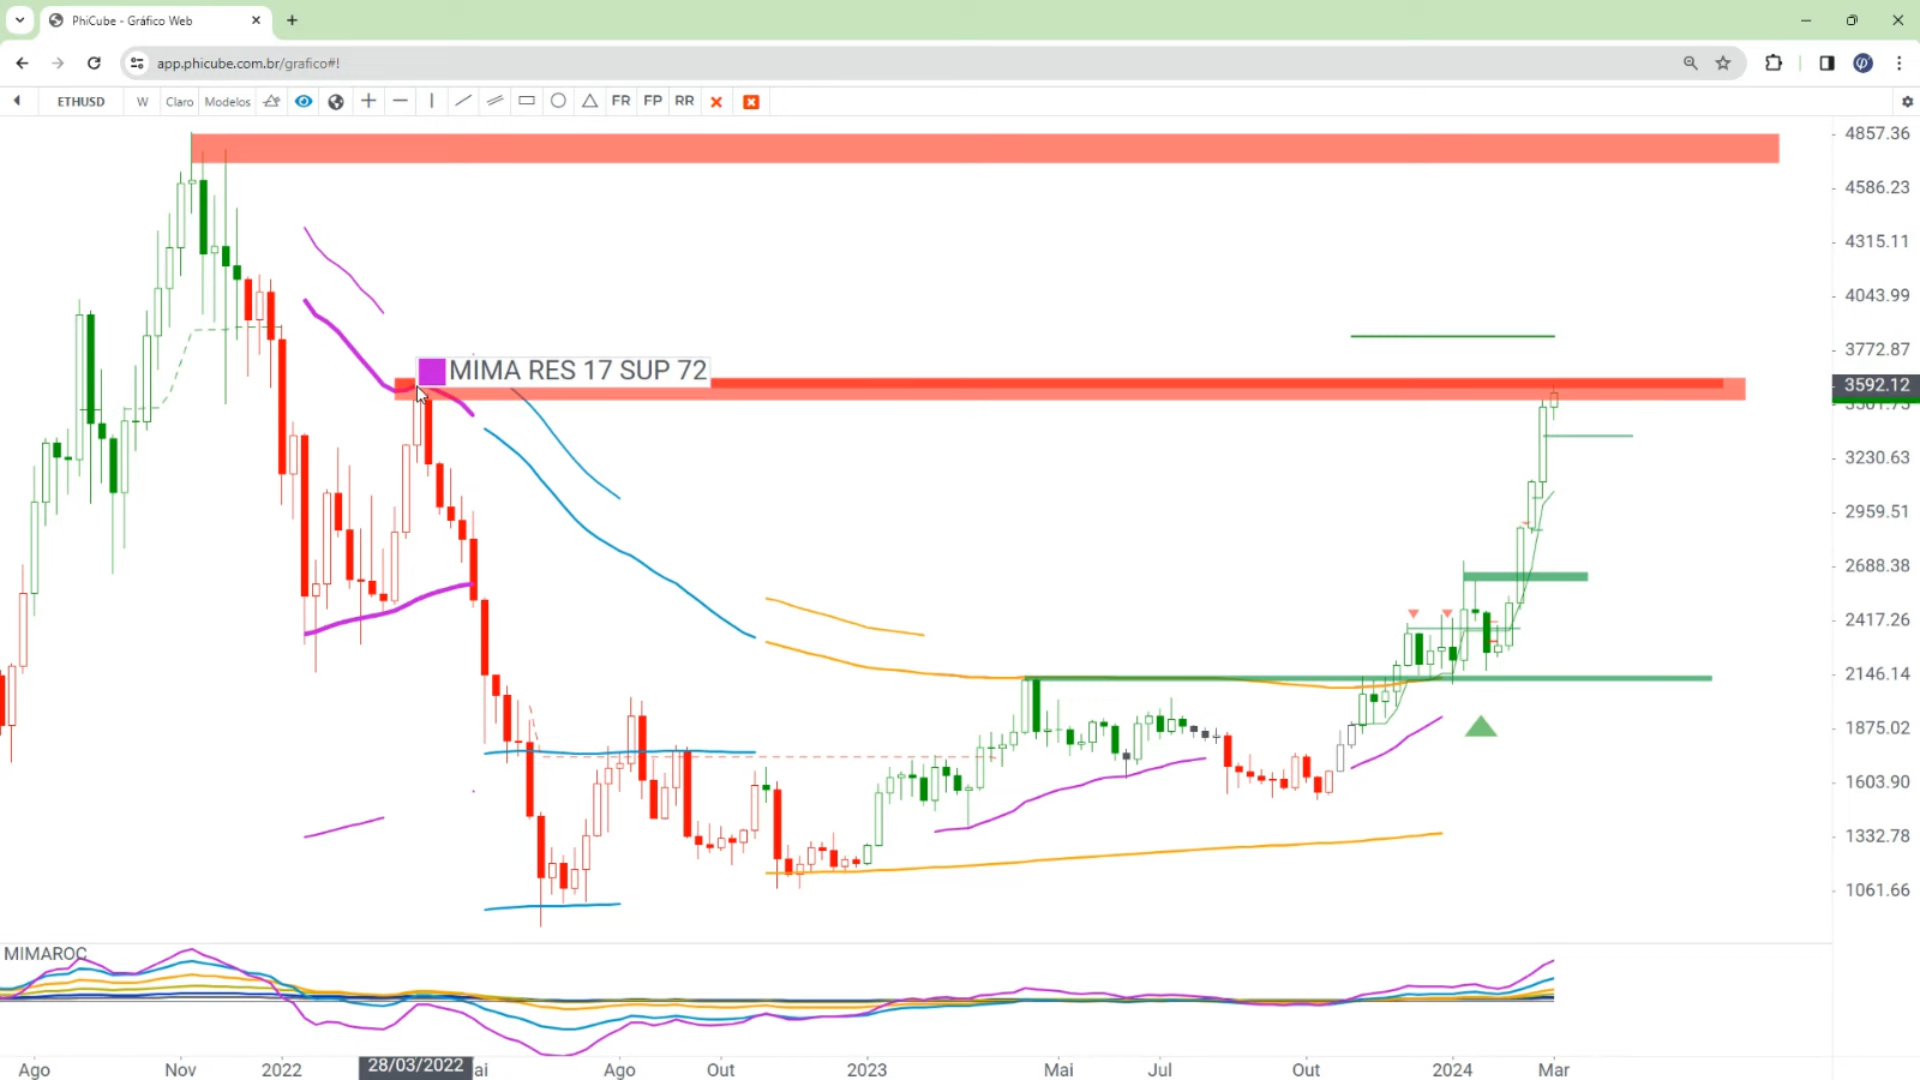 PhiCube - Gráfico Web
app.phicube.com.br/grafico#!
ETHUSD W Claro Modelos FR FP RR
4857.36
4586.23
4315.11
4043.99
3772.87
MIMA RES 17 SUP 72
3592.12
3230.63
2959.51
2688.38
2417.26
2146.14
1875.02
1603.90
1332.78
1061.66
MIMAROC
Ago Nov 2022 28/03/2022 ai Ago Out 2023 Mai Jul Out 2024 Mar